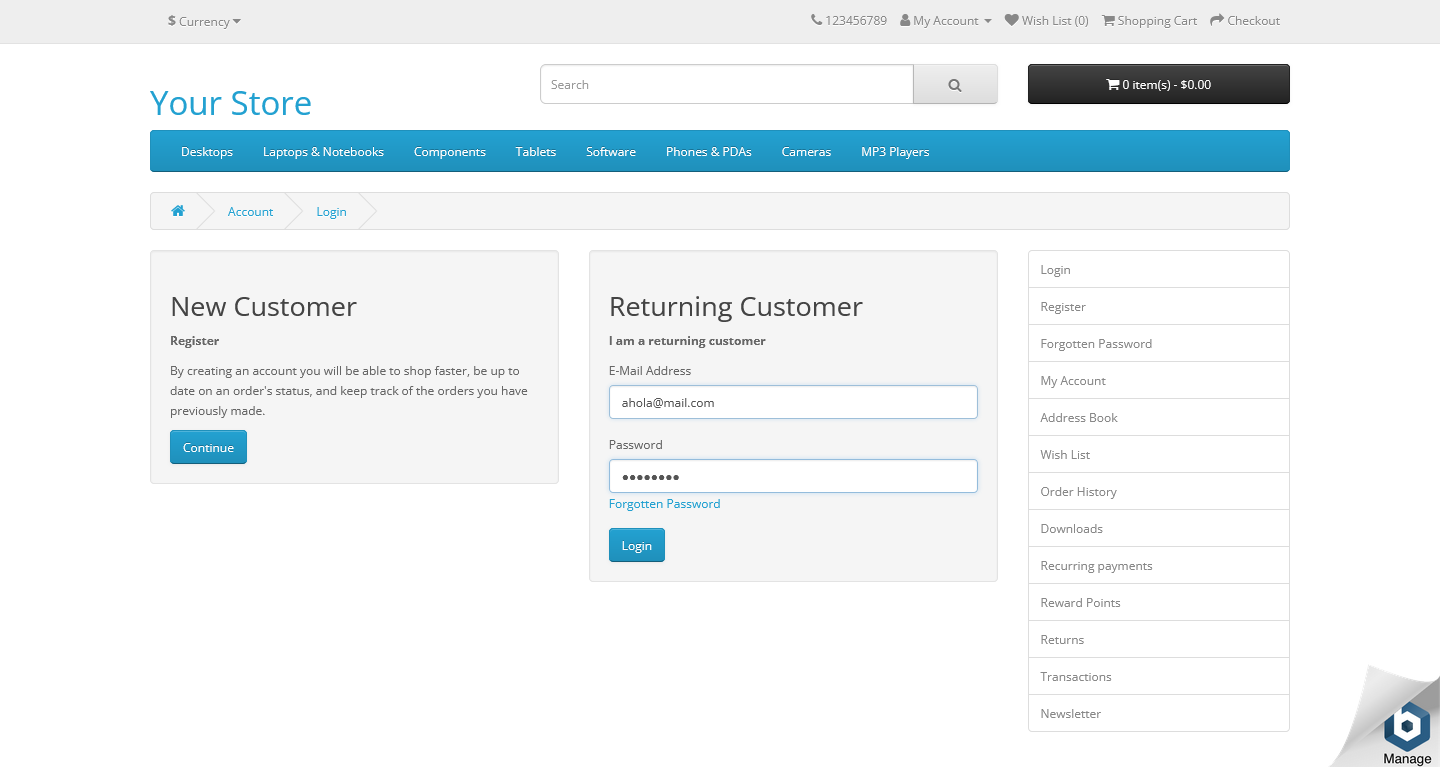 $ Currency
123456789 My Account Wish List (0) Shopping Cart Checkout
Your Store
Search
0 item(s) - $0.00
Desktops Laptops & Notebooks Components Tablets Software Phones & PDAs Cameras MP3 Players
Account Login
New Customer
Register
By creating an account you will be able to shop faster, be up to
date on an order's status, and keep track of the orders you have
previously made.
Continue
Returning Customer
I am a returning customer
E-Mail Address
ahola@mail.com
Password
••••••••
Forgotten Password
Login
Login
Register
Forgotten Password
My Account
Address Book
Wish List
Order History
Downloads
Recurring payments
Reward Points
Returns
Transactions
Newsletter
Manage